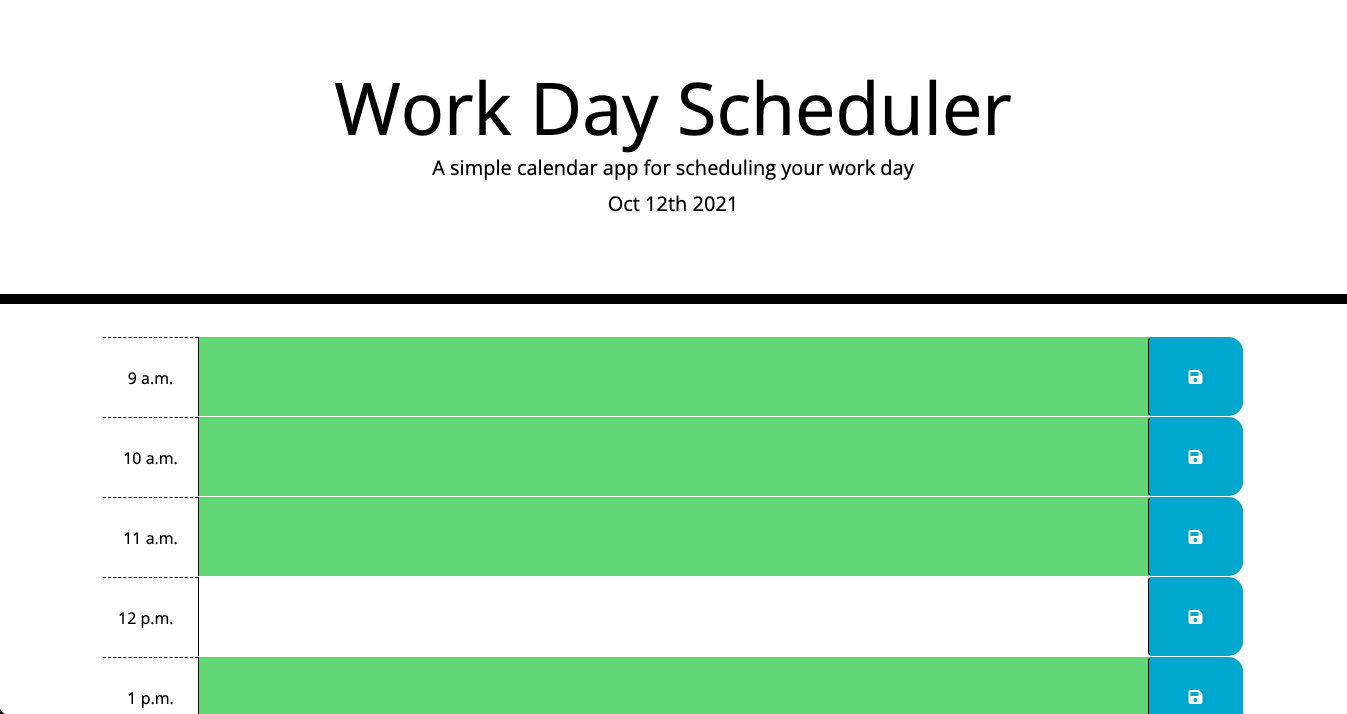 Work Day Scheduler
A simple calendar app for scheduling your work day
Oct 12th 2021
9 a.m.
10 a.m.
11 a.m.
12 p.m.
1 p.m.